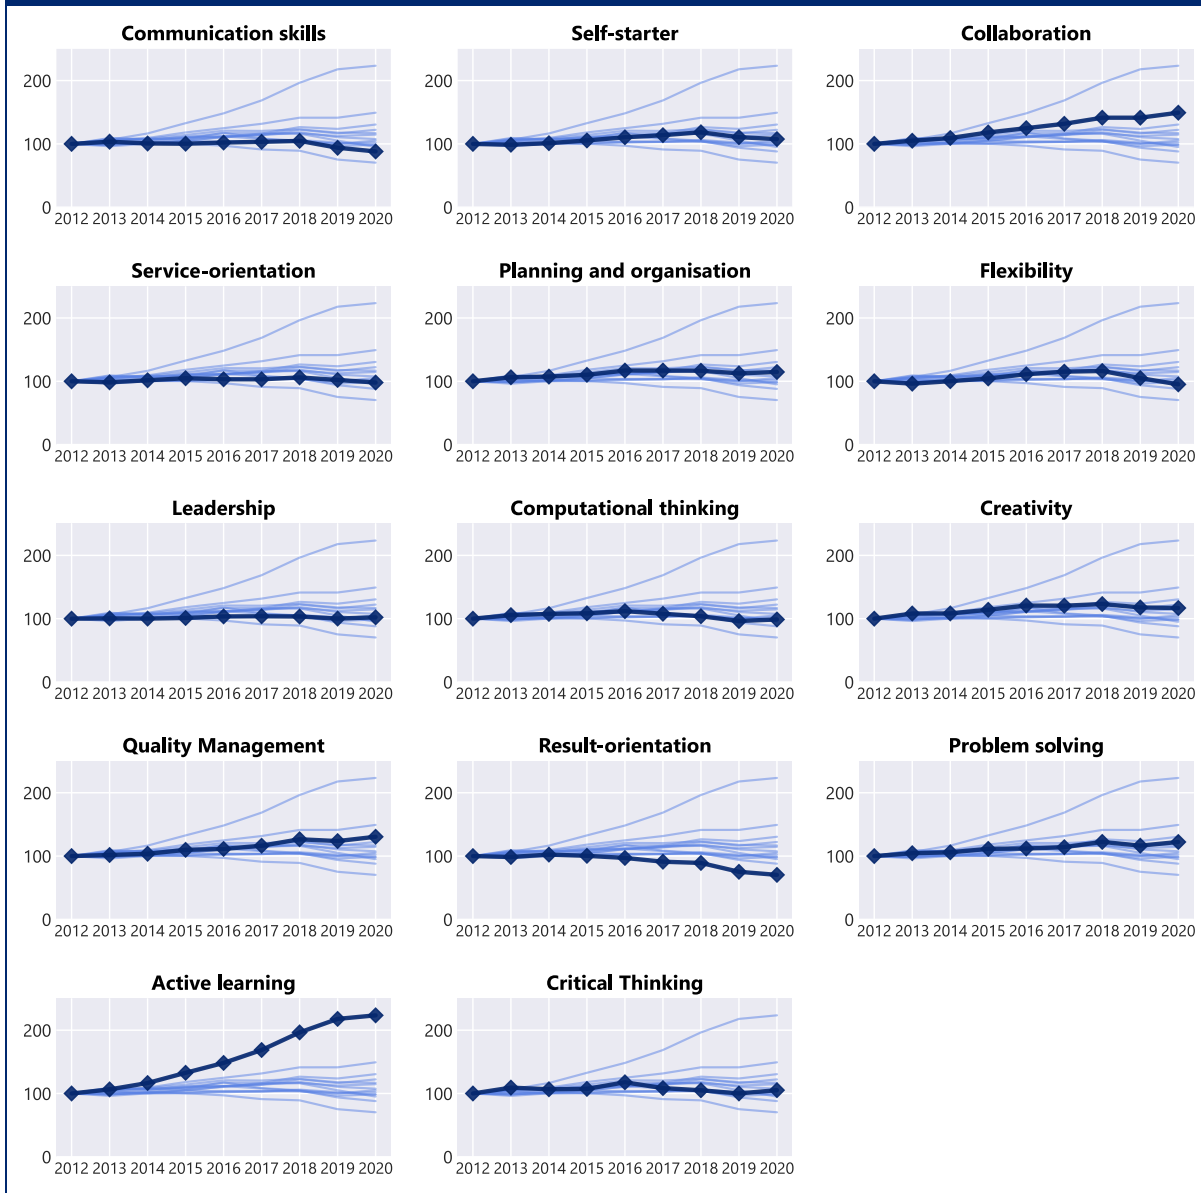 Communication skills
Self-starter
Collaboration
200
100
0
2012 2013 2014 2015 2016 2017 2018 2019 2020
200
100
0
2012 2013 2014 2015 2016 2017 2018 2019 2020
200
100
0
2012 2013 2014 2015 2016 2017 2018 2019 2020
Service-orientation
Planning and organisation
Flexibility
200
100
0
2012 2013 2014 2015 2016 2017 2018 2019 2020
200
100
0
2012 2013 2014 2015 2016 2017 2018 2019 2020
200
100
0
2012 2013 2014 2015 2016 2017 2018 2019 2020
Leadership
Computational thinking
Creativity
200
100
0
2012 2013 2014 2015 2016 2017 2018 2019 2020
200
100
0
2012 2013 2014 2015 2016 2017 2018 2019 2020
200
100
0
2012 2013 2014 2015 2016 2017 2018 2019 2020
Quality Management
Result-orientation
Problem solving
200
100
0
2012 2013 2014 2015 2016 2017 2018 2019 2020
200
100
0
2012 2013 2014 2015 2016 2017 2018 2019 2020
200
100
0
2012 2013 2014 2015 2016 2017 2018 2019 2020
Active learning
Critical Thinking
200
100
0
2012 2013 2014 2015 2016 2017 2018 2019 2020
200
100
0
2012 2013 2014 2015 2016 2017 2018 2019 2020